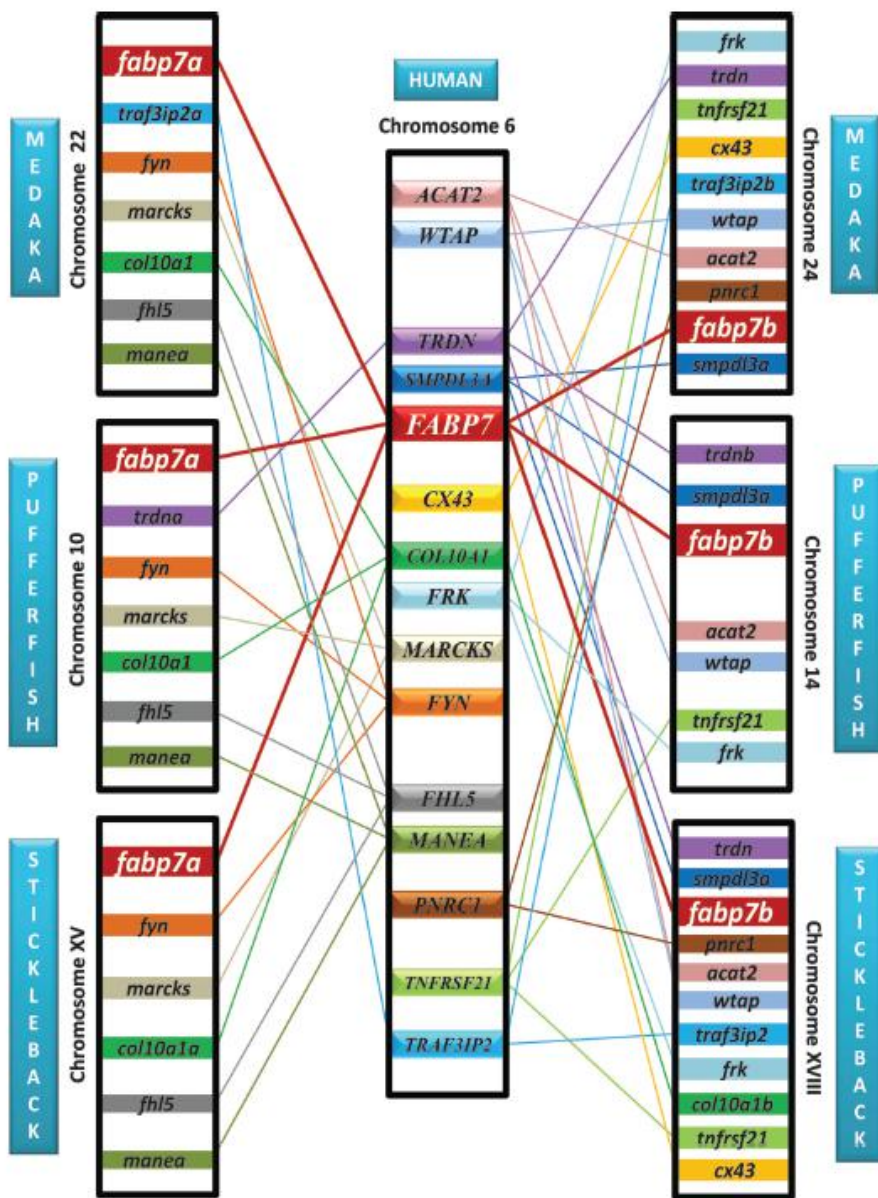 MEDAKA
Chromosome 22
fabp7a
traf3ip2a
fyn
marcks
col10a1
fhl5
manea
PUFFERFISH
Chromosome 10
fabp7a
trdna
fyn
marcks
col10a1
fhl5
manea
STICKLEBACK
Chromosome XV
fabp7a
fyn
marcks
col10a1a
fhl5
manea
HUMAN
Chromosome 6
ACAT2
WTAP
TRDN
SMPDL3A
FABP7
CX43
COL10A1
FRK
MARCKS
FYN
FHL5
MANEA
PNRC1
TNFRSF21
TRAF3IP2
frk
trdn
tnfrsf21
cx43
traf3ip2b
wtap
acat2
pnrc1
fabp7b
smpdl3a
Chromosome 24
MEDAKA
trdnb
smpdl3a
fabp7b
acat2
wtap
tnfrsf21
frk
Chromosome 14
PUFFERFISH
trdn
smpdl3a
fabp7b
pnrc1
acat2
wtap
traf3ip2
frk
col10a1b
tnfrsf21
cx43
Chromosome XVIII
STICKLEBACK